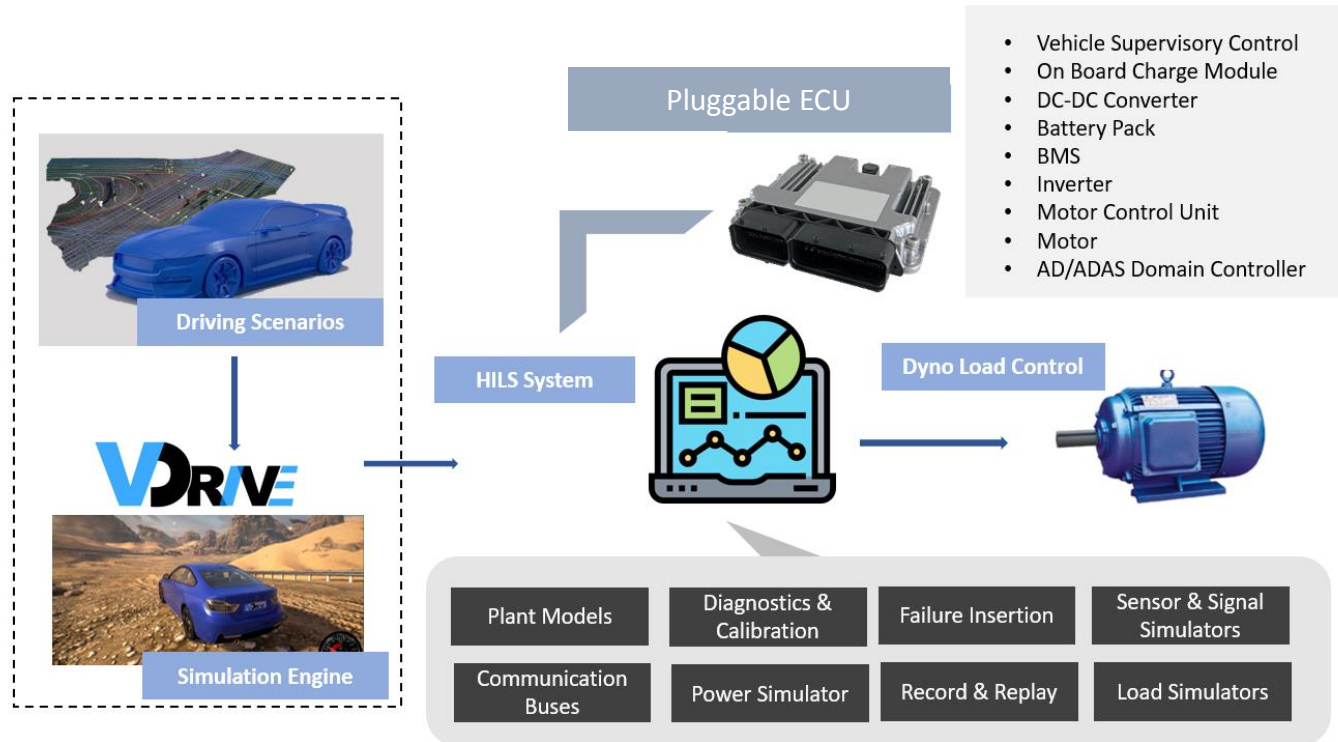 Pluggable ECU
• Vehicle Supervisory Control
• On Board Charge Module
• DC-DC Converter
• Battery Pack
• BMS
• Inverter
• Motor Control Unit
• Motor
• AD/ADAS Domain Controller
Driving Scenarios
HILS System
Dyno Load Control
VDRIVE
Simulation Engine
Plant Models
Diagnostics &
Calibration
Failure Insertion
Sensor & Signal
Simulators
Communication
Buses
Power Simulator
Record & Replay
Load Simulators